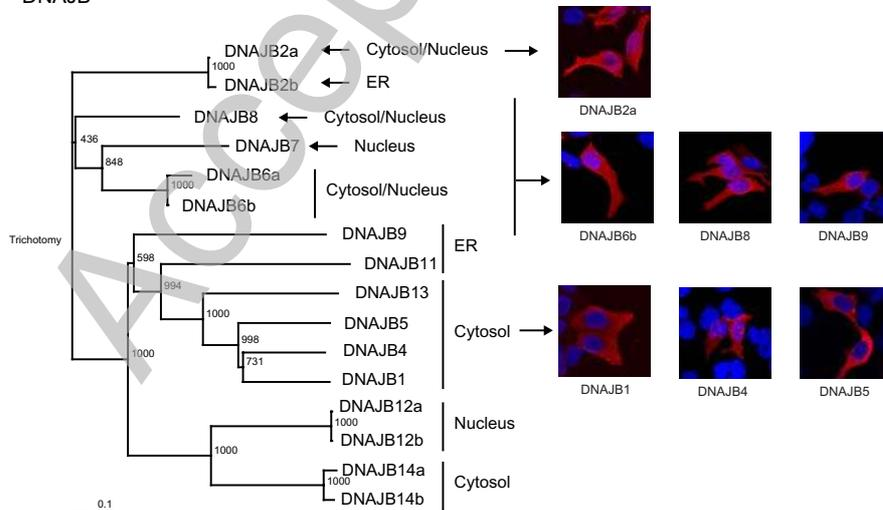 DNAJB
DNAJB2a
Cytosol/Nucleus
1000
DNAJB2b
ER
DNAJB2a
DNAJB8
Cytosol/Nucleus
436
DNAJB7
Nucleus
848
DNAJB6a
1000
Cytosol/Nucleus
DNAJB6b
DNAJB6b
DNAJB8
DNAJB9
Trichotomy
DNAJB9
ER
598
DNAJB11
994
DNAJB13
1000
DNAJB5
998
Cytosol
DNAJB4
731
1000
DNAJB1
DNAJB1
DNAJB4
DNAJB5
DNAJB12a
1000
Nucleus
DNAJB12b
1000
DNAJB14a
1000
Cytosol
DNAJB14b
0.1
Accep